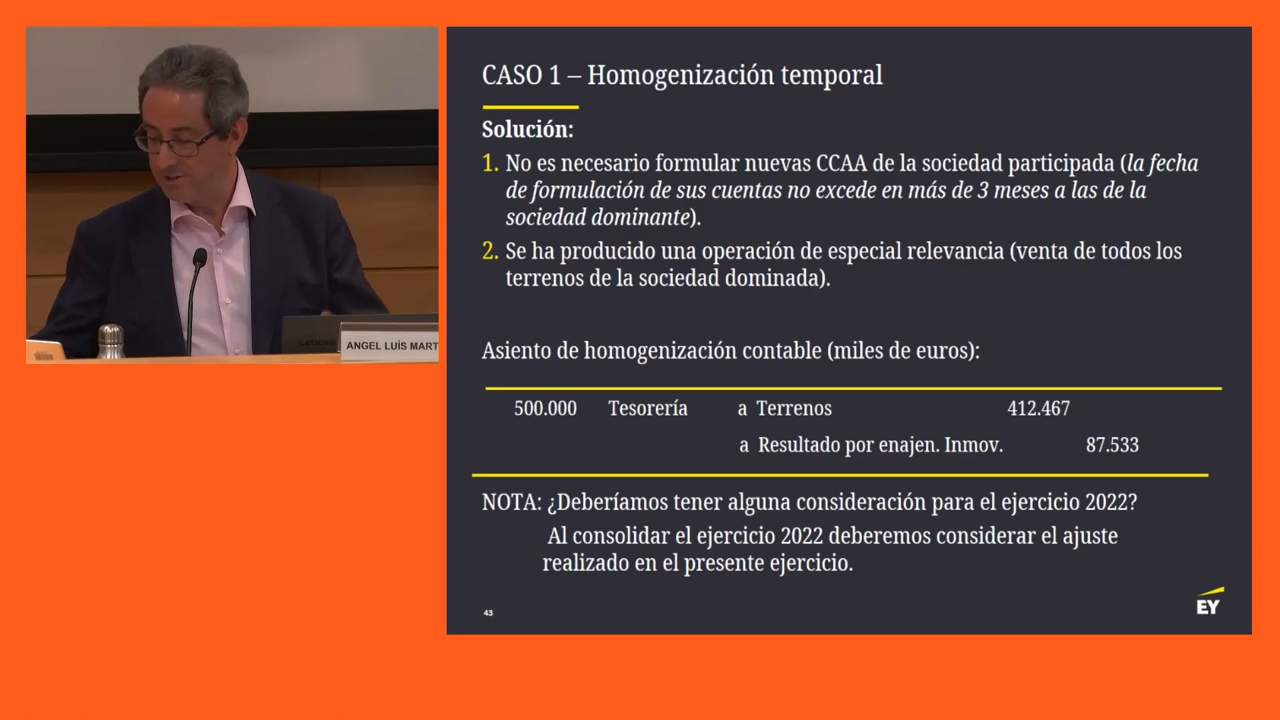 CASO 1 – Homogenización temporal
Solución:
1. No es necesario formular nuevas CCAA de la sociedad participada (la fecha
de formulación de sus cuentas no excede en más de 3 meses a las de la
sociedad dominante).
2. Se ha producido una operación de especial relevancia (venta de todos los
terrenos de la sociedad dominada).
Asiento de homogenización contable (miles de euros):
500.000 Tesorería a Terrenos 412.467
a Resultado por enajen. Inmov. 87.533
NOTA: ¿Deberíamos tener alguna consideración para el ejercicio 2022?
Al consolidar el ejercicio 2022 deberemos considerar el ajuste
realizado en el presente ejercicio.
43
EY
ANGEL LUÍS MART